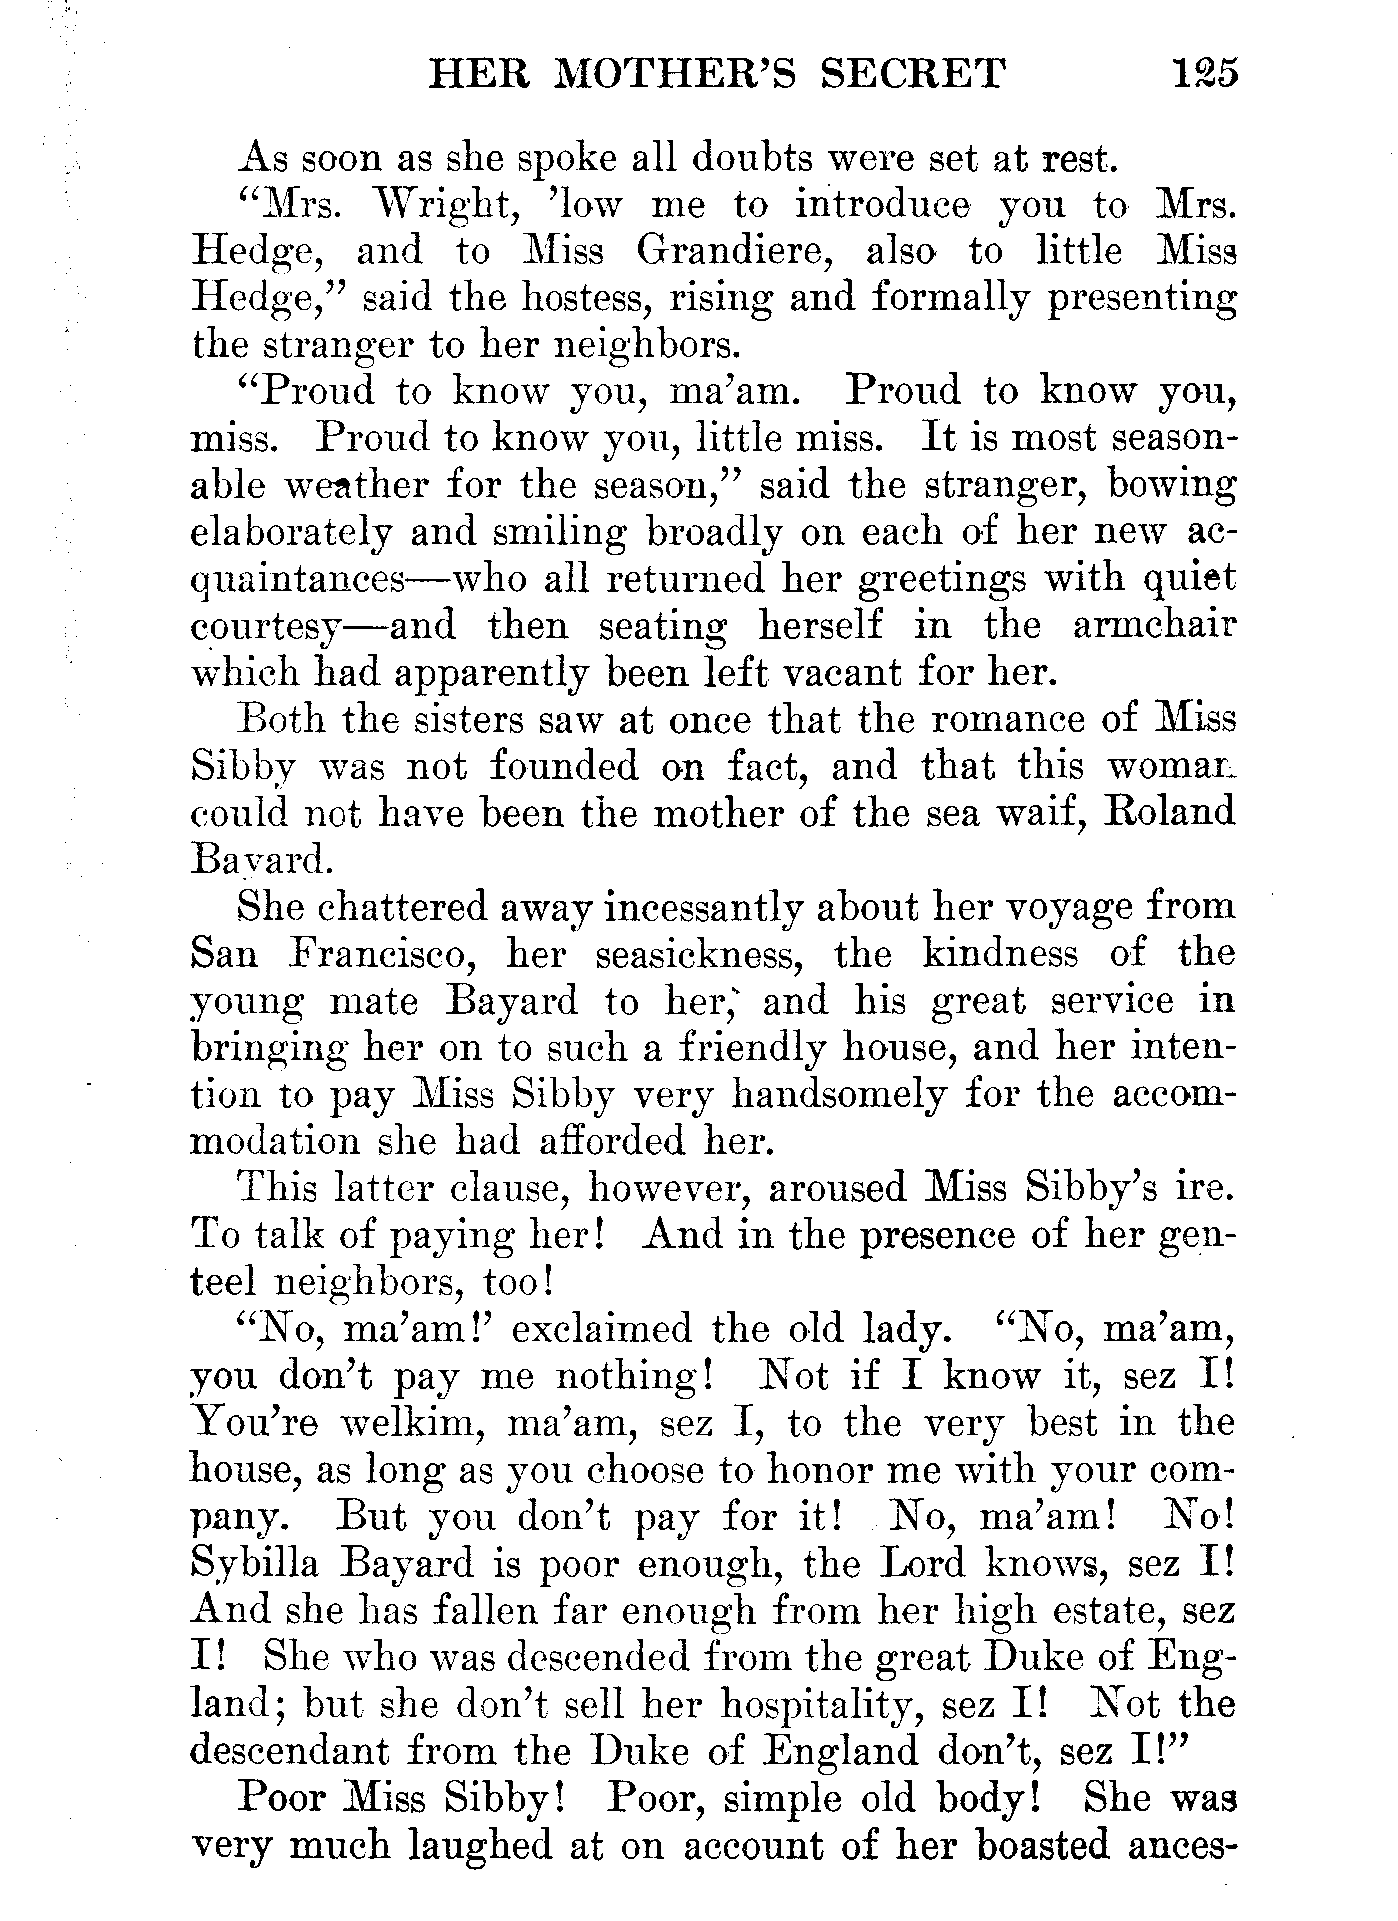 HER MOTHER'S SECRET 125
As soon as she spoke all doubts were set at rest.
“Mrs. Wright, ’low me to introduce you to Mrs.
Hedge, and to Miss Grandiere, also to little Miss
Hedge,” said the hostess, rising and formally presenting
the stranger to her neighbors.
“Proud to know you, ma’am. Proud to know you,
miss. Proud to know you, little miss. It is most season-
able weather for the season,” said the stranger, bowing
elaborately and smiling broadly on each of her new ac-
quaintances—who all returned her greetings with quiet
courtesy—and then seating herself in the armchair
which had apparently been left vacant for her.
Both the sisters saw at once that the romance of Miss
Sibby was not founded on fact, and that this woman
could not have been the mother of the sea waif, Roland
Bayard.
She chattered away incessantly about her voyage from
San Francisco, her seasickness, the kindness of the
young mate Bayard to her, and his great service in
bringing her on to such a friendly house, and her inten-
tion to pay Miss Sibby very handsomely for the accom-
modation she had afforded her.
This latter clause, however, aroused Miss Sibby’s ire.
To talk of paying her! And in the presence of her gen-
teel neighbors, too!
“No, ma’am!’ exclaimed the old lady. “No, ma’am,
you don’t pay me nothing! Not if I know it, sez I!
You’re welkim, ma’am, sez I, to the very best in the
house, as long as you choose to honor me with your com-
pany. But you don’t pay for it! No, ma’am! No!
Sybilla Bayard is poor enough, the Lord knows, sez I!
And she has fallen far enough from her high estate, sez
I! She who was descended from the great Duke of Eng-
land; but she don’t sell her hospitality, sez I! Not the
descendant from the Duke of England don’t, sez I!”
Poor Miss Sibby! Poor, simple old body! She was
very much laughed at on account of her boasted ances-